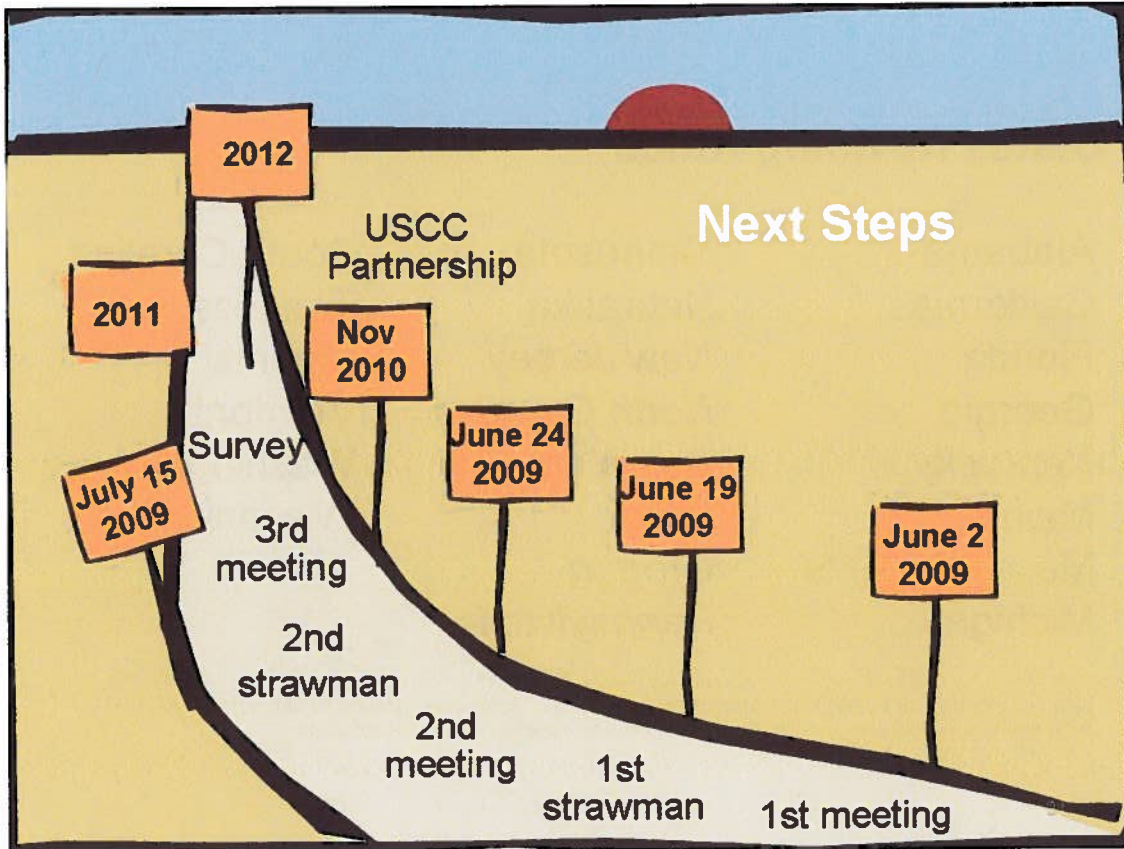 2012
USCC
Partnership
Next Steps
2011
Nov
2010
Survey
June 24
2009
June 19
2009
July 15
2009
June 2
2009
3rd
meeting
2nd
strawman
2nd
meeting
1st
strawman
1st meeting